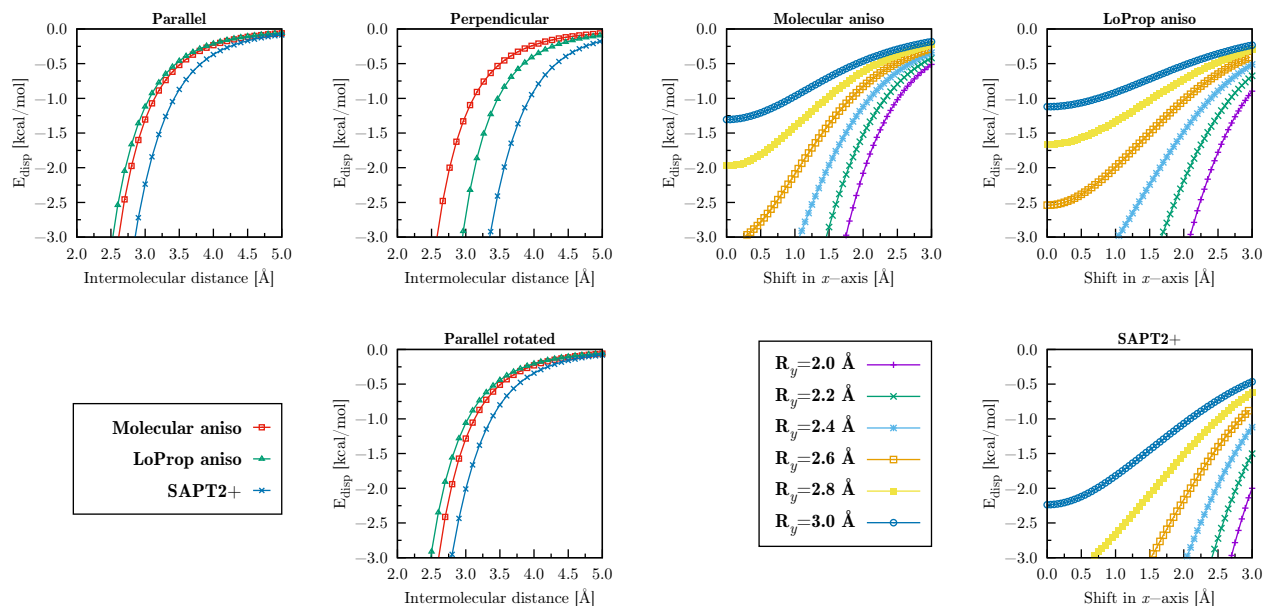 Parallel
E_disp [kcal/mol]
0.0
−0.5
−1.0
−1.5
−2.0
−2.5
−3.0
2.0 2.5 3.0 3.5 4.0 4.5 5.0
Intermolecular distance [Å]
Perpendicular
E_disp [kcal/mol]
0.0
−0.5
−1.0
−1.5
−2.0
−2.5
−3.0
2.0 2.5 3.0 3.5 4.0 4.5 5.0
Intermolecular distance [Å]
Molecular aniso
E_disp [kcal/mol]
0.0
−0.5
−1.0
−1.5
−2.0
−2.5
−3.0
0.0 0.5 1.0 1.5 2.0 2.5 3.0
Shift in x−axis [Å]
LoProp aniso
E_disp [kcal/mol]
0.0
−0.5
−1.0
−1.5
−2.0
−2.5
−3.0
0.0 0.5 1.0 1.5 2.0 2.5 3.0
Shift in x−axis [Å]
Molecular aniso
LoProp aniso
SAPT2+
Parallel rotated
E_disp [kcal/mol]
0.0
−0.5
−1.0
−1.5
−2.0
−2.5
−3.0
2.0 2.5 3.0 3.5 4.0 4.5 5.0
Intermolecular distance [Å]
R_y=2.0 Å
R_y=2.2 Å
R_y=2.4 Å
R_y=2.6 Å
R_y=2.8 Å
R_y=3.0 Å
SAPT2+
E_disp [kcal/mol]
0.0
−0.5
−1.0
−1.5
−2.0
−2.5
−3.0
0.0 0.5 1.0 1.5 2.0 2.5 3.0
Shift in x−axis [Å]